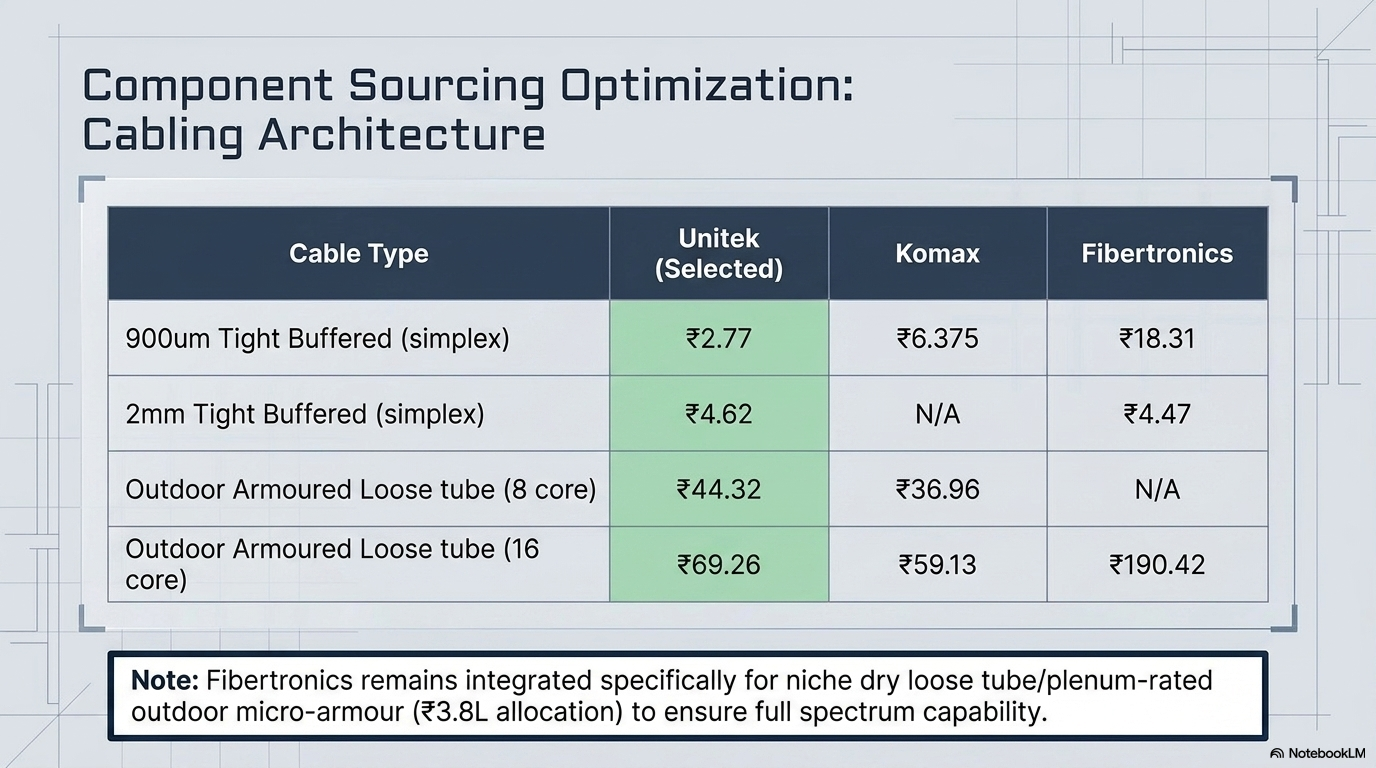 Component Sourcing Optimization:
Cabling Architecture
Cable Type
Unitek
(Selected)
Komax
Fibertronics
900um Tight Buffered (simplex)
₹2.77
₹6.375
₹18.31
2mm Tight Buffered (simplex)
₹4.62
N/A
₹4.47
Outdoor Armoured Loose tube (8 core)
₹44.32
₹36.96
N/A
Outdoor Armoured Loose tube (16
core)
₹69.26
₹59.13
₹190.42
Note: Fibertronics remains integrated specifically for niche dry loose tube/plenum-rated
outdoor micro-armour (₹3.8L allocation) to ensure full spectrum capability.
NotebookLM